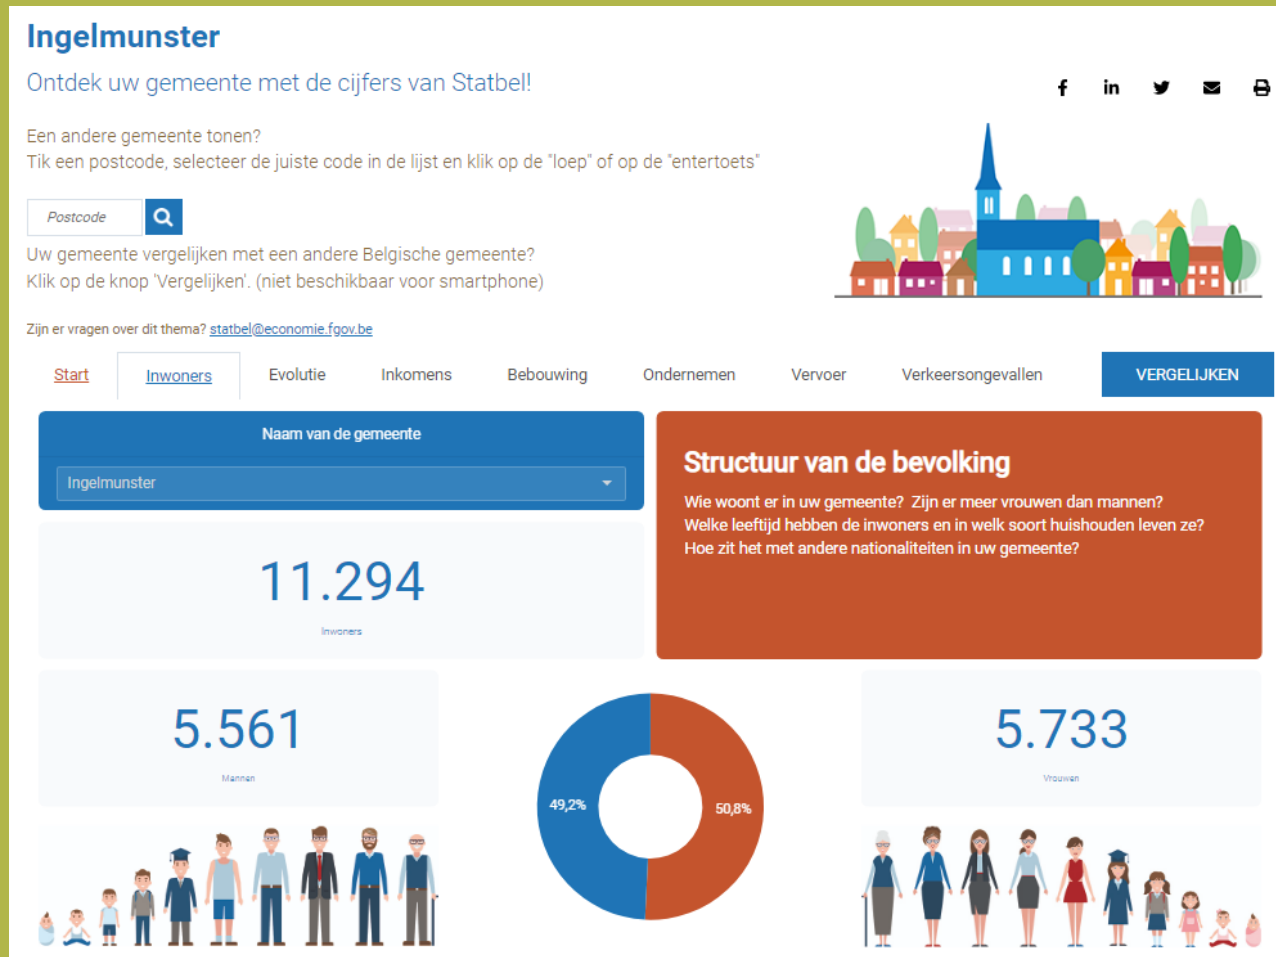 Ingelmunster
Ontdek uw gemeente met de cijfers van Statbel!
Een andere gemeente tonen?
Tik een postcode, selecteer de juiste code in de lijst en klik op de "loep" of op de "entertoets"
Postcode
Uw gemeente vergelijken met een andere Belgische gemeente?
Klik op de knop 'Vergelijken'. (niet beschikbaar voor smartphone)
Zijn er vragen over dit thema? statbel@economie.fgov.be
Start Inwoners Evolutie Inkomens Bebouwing Ondernemen Vervoer Verkeersongevallen VERGELIJKEN
Naam van de gemeente
Ingelmunster
Structuur van de bevolking
Wie woont er in uw gemeente? Zijn er meer vrouwen dan mannen?
Welke leeftijd hebben de inwoners en in welk soort huishouden leven ze?
Hoe zit het met andere nationaliteiten in uw gemeente?
11.294
Inwoners
5.561
Mannen
49,2%
50,8%
5.733
Vrouwen